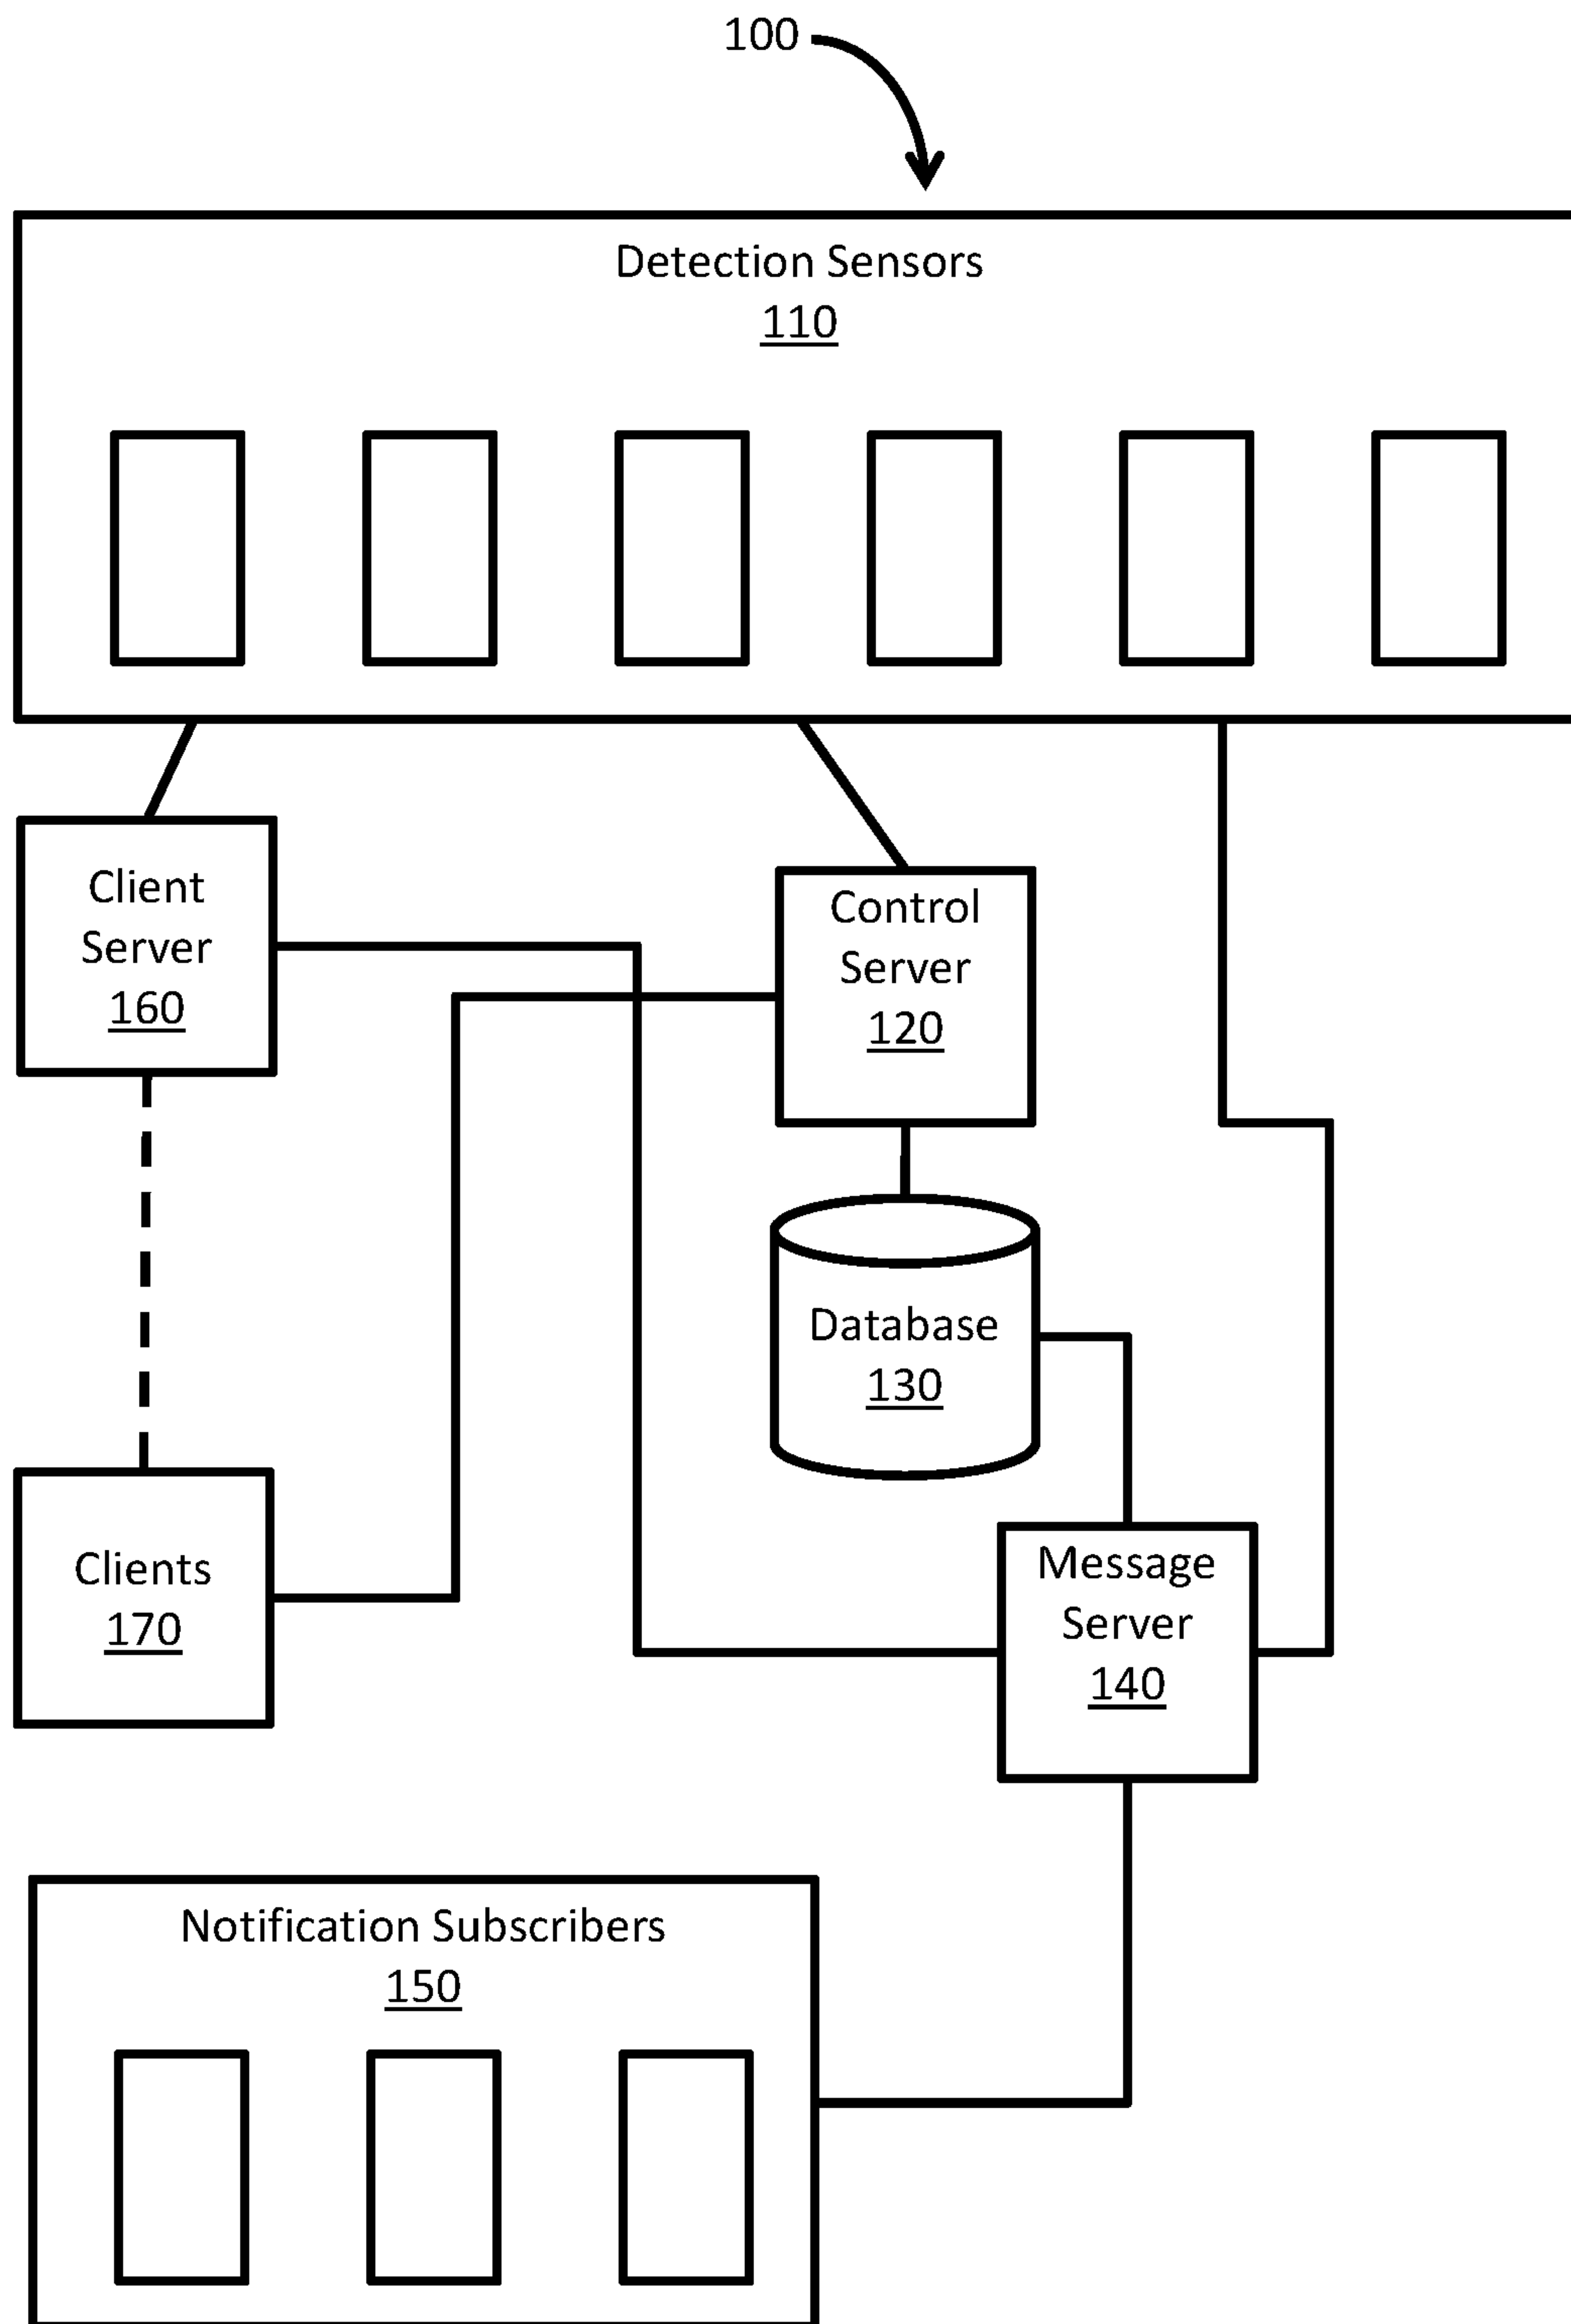 100
Detection Sensors
110
Client
Server
160
Control
Server
120
Database
130
Clients
170
Message
Server
140
Notification Subscribers
150